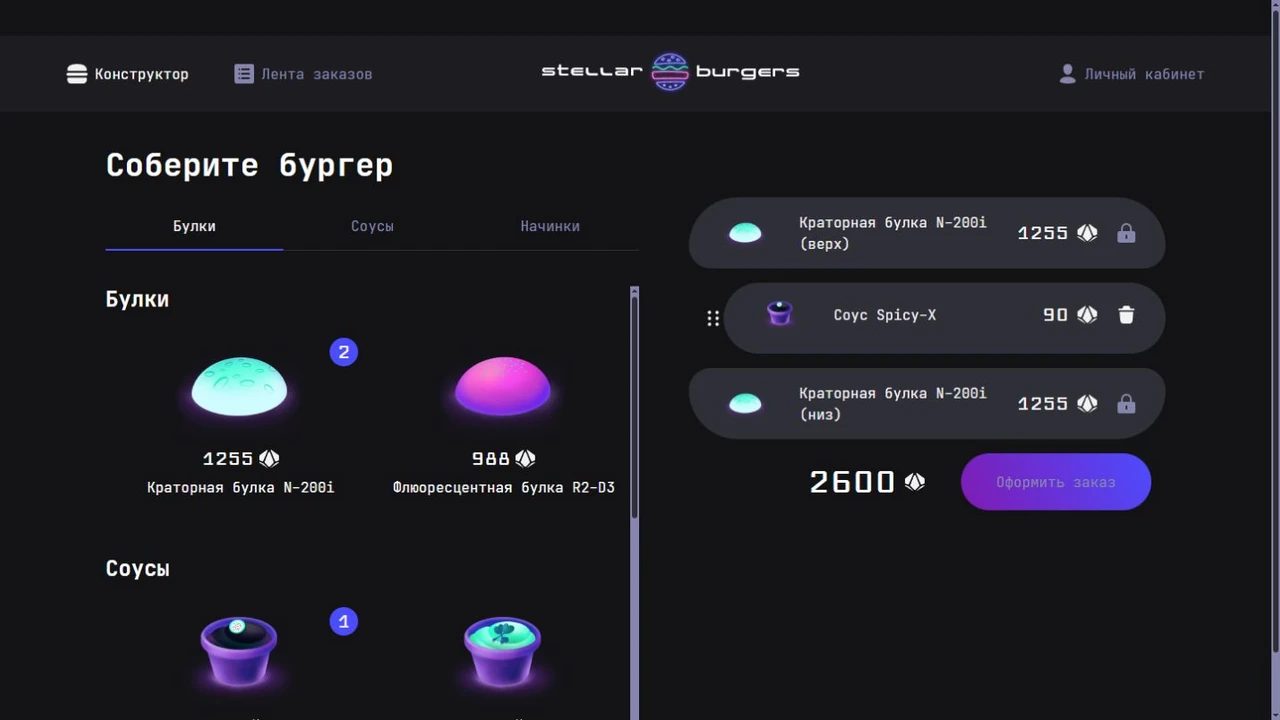 Конструктор
Лента заказов
stellar burgers
Личный кабинет
Соберите бургер
Булки
Соусы
Начинки
Булки
2
1255
988
Краторная булка N-200i
Флюоресцентная булка R2-D3
Соусы
1
Краторная булка N-200i
(верх)
1255
Соус Spicy-X
90
Краторная булка N-200i
(низ)
1255
2600
Оформить заказ